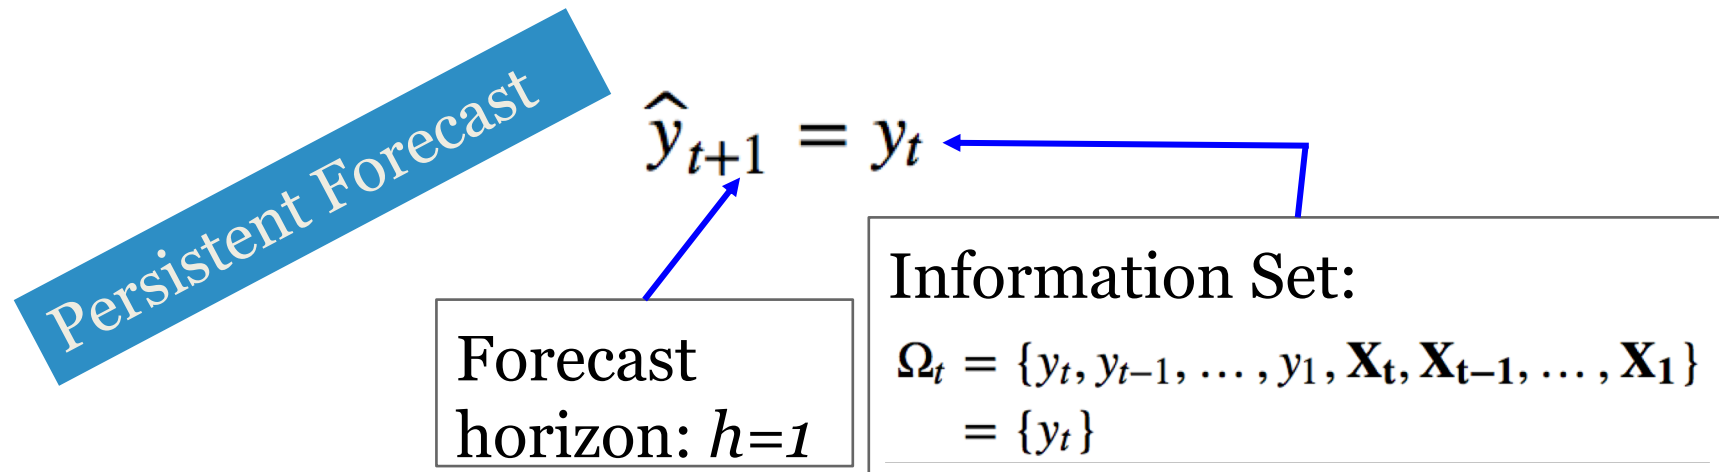 Persistent Forecast
ŷ_{t+1} = y_t
Forecast
horizon: h=1
Information Set:
Ω_t = {y_t, y_{t−1}, … , y_1, X_t, X_{t−1}, … , X_1}
= {y_t}